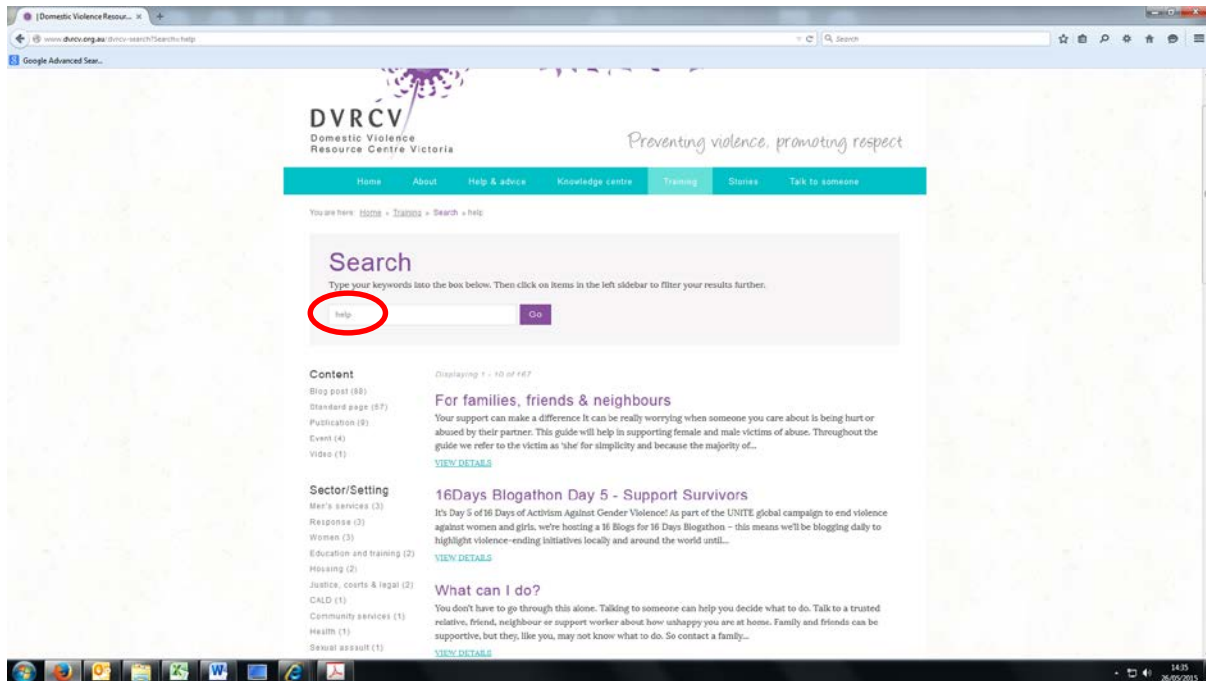 | Domestic Violence Resour...
www.dvrcv.org.au/dvrcv-search?Search=help
Search
Google Advanced Sear...
DVRCV
Domestic Violence
Resource Centre Victoria
Preventing violence, promoting respect
Home About Help & advice Knowledge centre Training Stories Talk to someone
You are here: Home » Training » Search » help
Search
Type your keywords into the box below. Then click on items in the left sidebar to filter your results further.
help
Go
Content
Blog post (88)
Standard page (57)
Publication (9)
Event (4)
Video (1)
Sector/Setting
Men's services (3)
Response (3)
Women (3)
Education and training (2)
Housing (2)
Justice, courts & legal (2)
CALD (1)
Community services (1)
Health (1)
Sexual assault (1)
Displaying 1 - 10 of 167
For families, friends & neighbours
Your support can make a difference It can be really worrying when someone you care about is being hurt or
abused by their partner. This guide will help in supporting female and male victims of abuse. Throughout the
guide we refer to the victim as 'she' for simplicity and because the majority of...
VIEW DETAILS
16Days Blogathon Day 5 - Support Survivors
It's Day 5 of 16 Days of Activism Against Gender Violence! As part of the UNITE global campaign to end violence
against women and girls, we're hosting a 16 Blogs for 16 Days Blogathon – this means we'll be blogging daily to
highlight violence-ending initiatives locally and around the world until...
VIEW DETAILS
What can I do?
You don't have to go through this alone. Talking to someone can help you decide what to do. Talk to a trusted
relative, friend, neighbour or support worker about how unhappy you are at home. Family and friends can be
supportive, but they, like you, may not know what to do. So contact a family...
VIEW DETAILS
14:35
26/05/2015